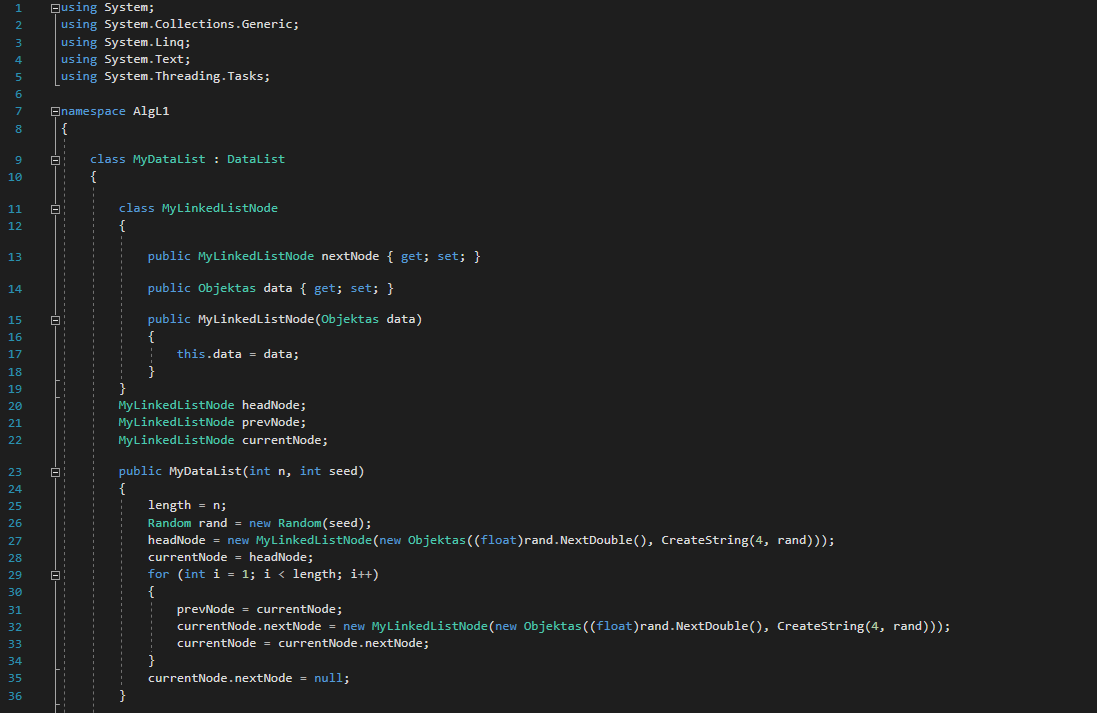 1 using System;
2 using System.Collections.Generic;
3 using System.Linq;
4 using System.Text;
5 using System.Threading.Tasks;
6
7 namespace AlgL1
8 {
9 class MyDataList : DataList
10 {
11 class MyLinkedListNode
12 {
13 public MyLinkedListNode nextNode { get; set; }
14 public Objektas data { get; set; }
15 public MyLinkedListNode(Objektas data)
16 {
17 this.data = data;
18 }
19 }
20 MyLinkedListNode headNode;
21 MyLinkedListNode prevNode;
22 MyLinkedListNode currentNode;
23 public MyDataList(int n, int seed)
24 {
25 length = n;
26 Random rand = new Random(seed);
27 headNode = new MyLinkedListNode(new Objektas((float)rand.NextDouble(), CreateString(4, rand)));
28 currentNode = headNode;
29 for (int i = 1; i < length; i++)
30 {
31 prevNode = currentNode;
32 currentNode.nextNode = new MyLinkedListNode(new Objektas((float)rand.NextDouble(), CreateString(4, rand)));
33 currentNode = currentNode.nextNode;
34 }
35 currentNode.nextNode = null;
36 }